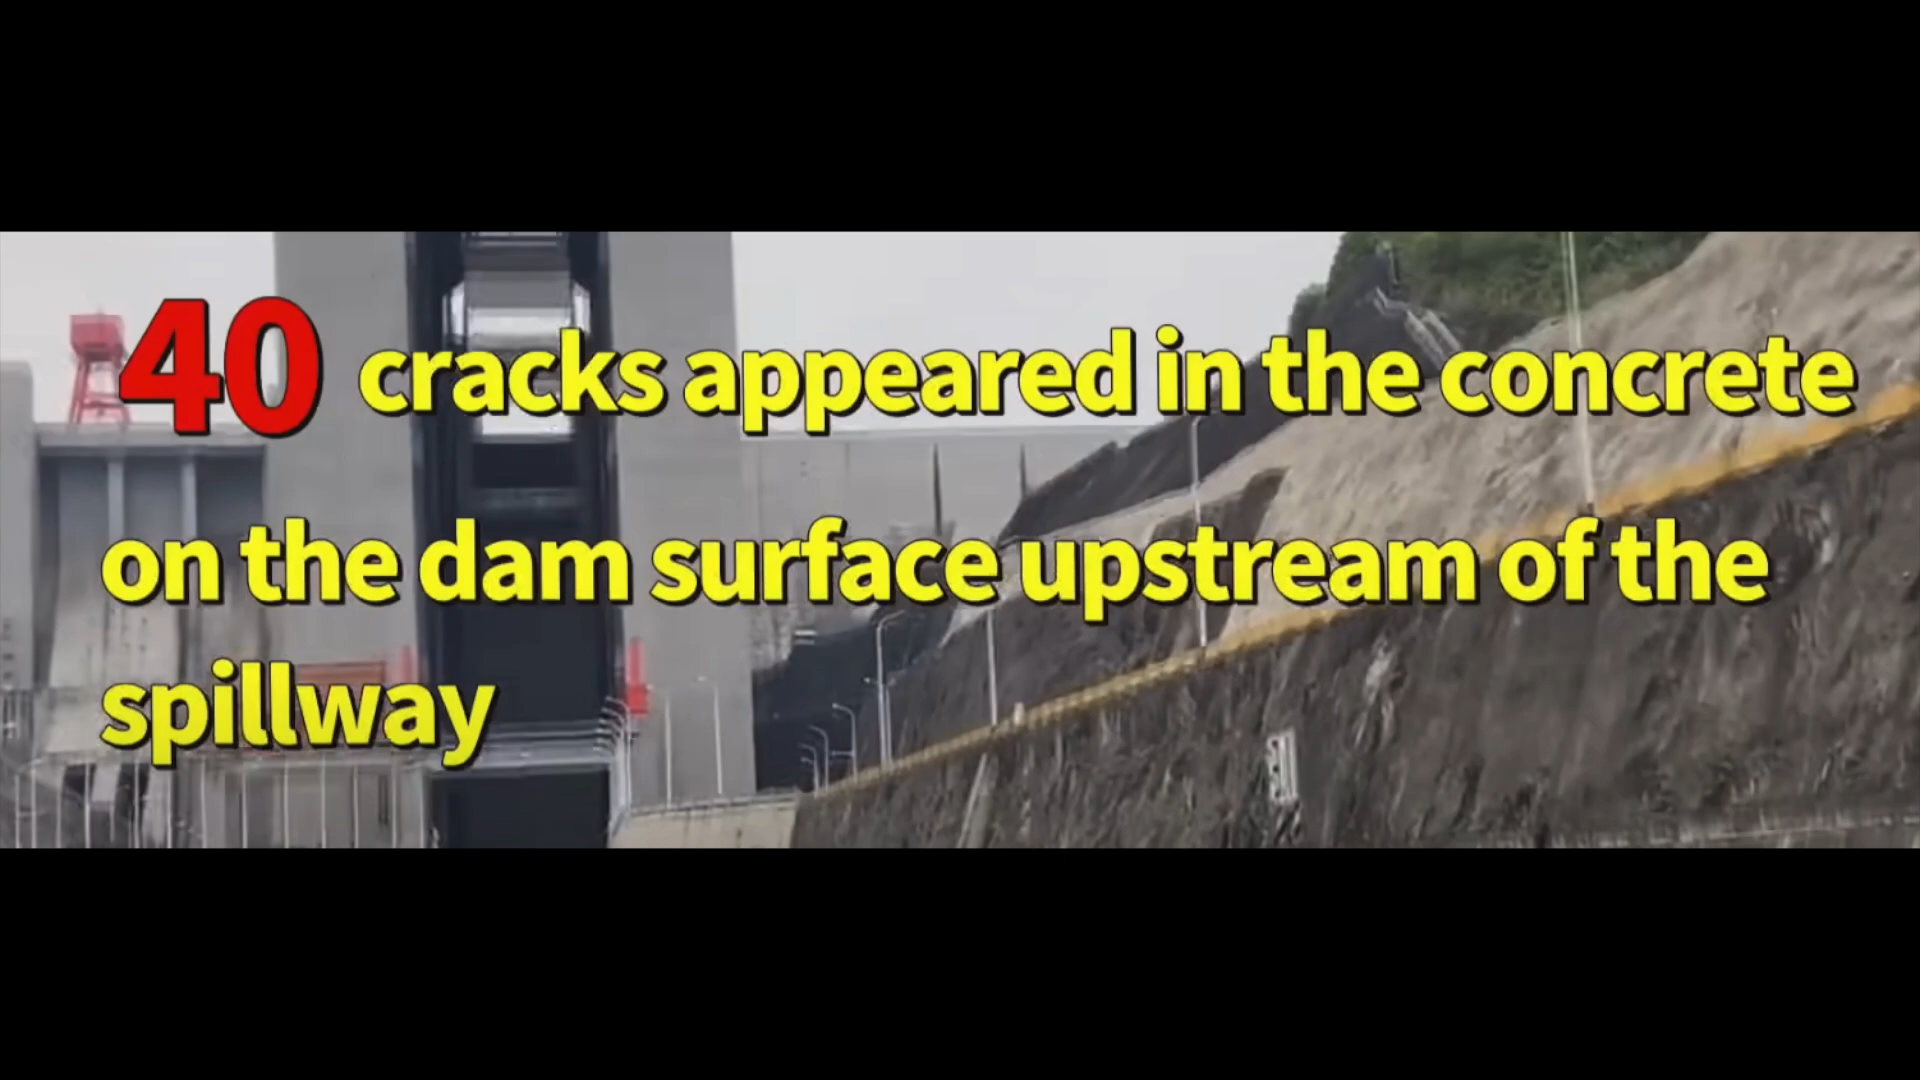 40 cracks appeared in the concrete
on the dam surface upstream of the
spillway